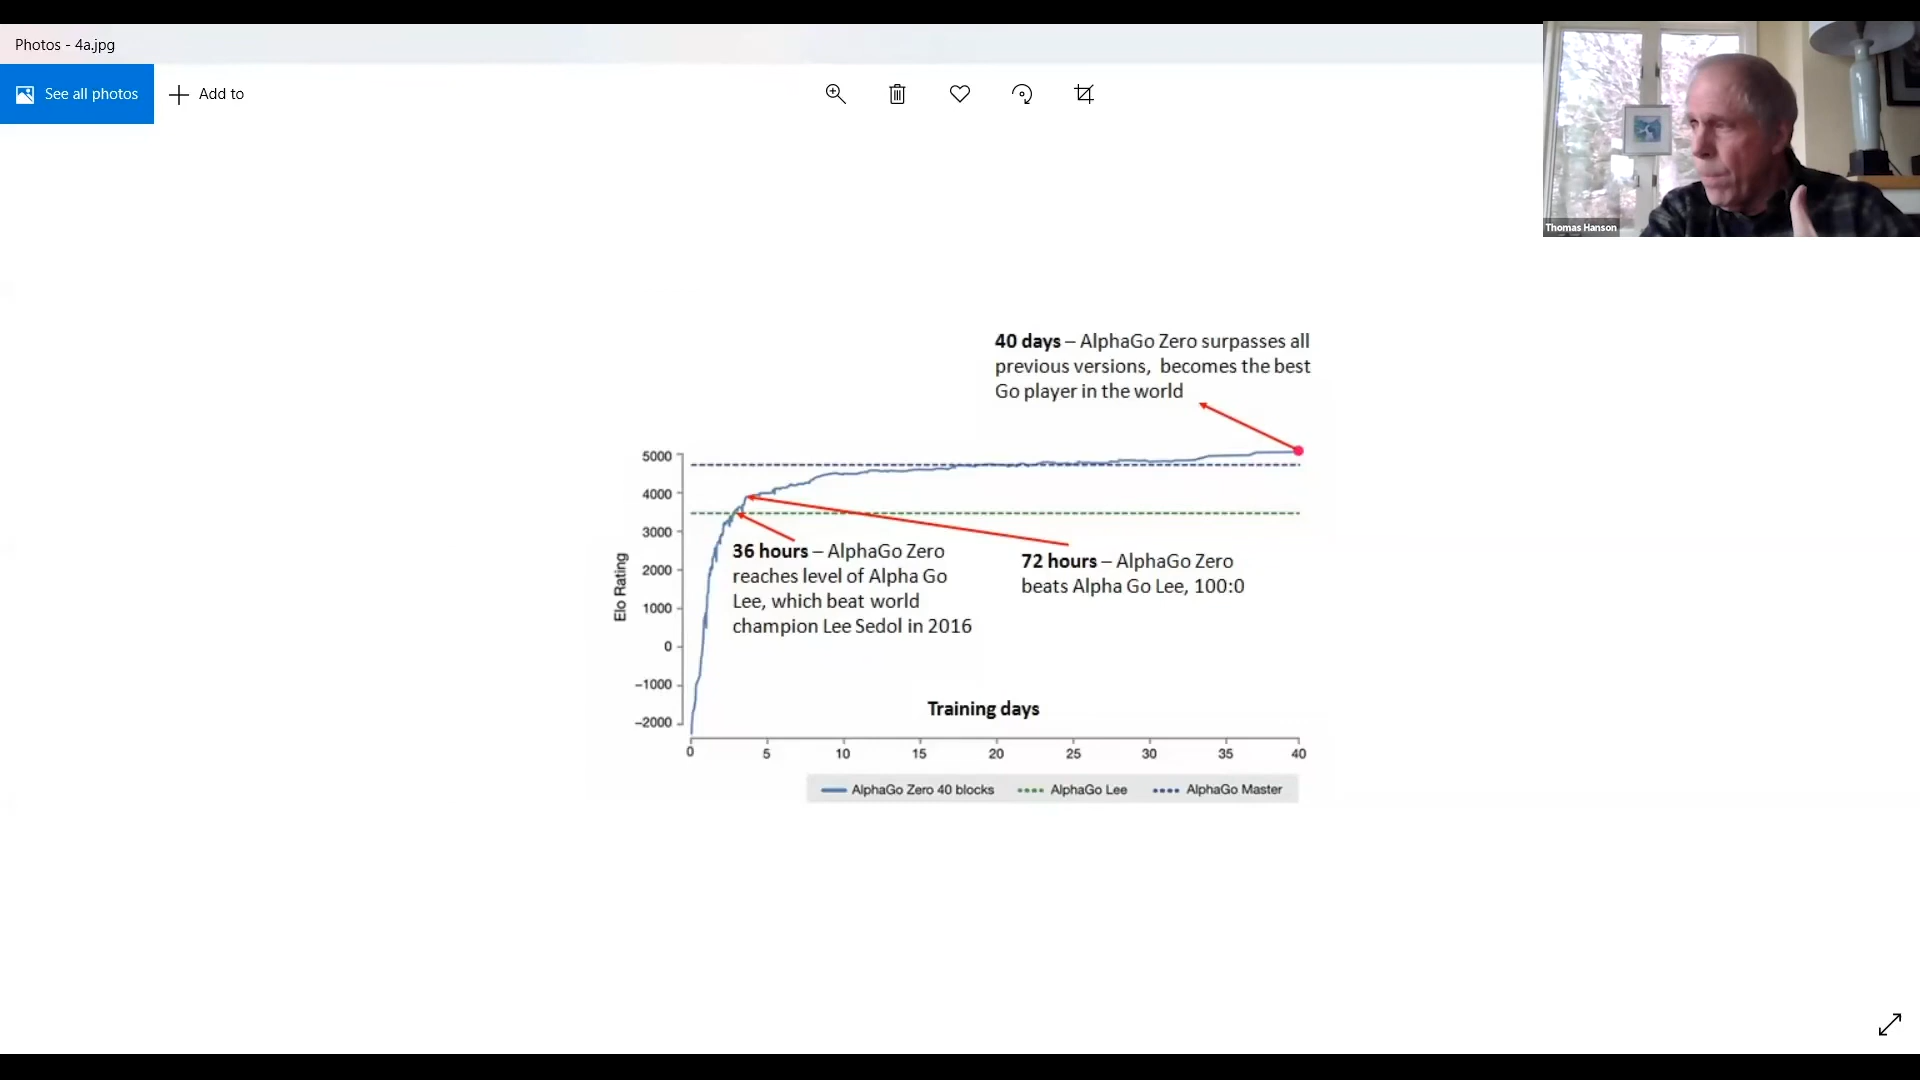 Photos - 4a.jpg
See all photos
Add to
Thomas Hanson
40 days – AlphaGo Zero surpasses all
previous versions,  becomes the best
Go player in the world
5000
4000
3000
2000
1000
0
−1000
−2000
Elo Rating
36 hours – AlphaGo Zero
reaches level of Alpha Go
Lee, which beat world
champion Lee Sedol in 2016
72 hours – AlphaGo Zero
beats Alpha Go Lee, 100:0
Training days
0 5 10 15 20 25 30 35 40
AlphaGo Zero 40 blocks AlphaGo Lee AlphaGo Master